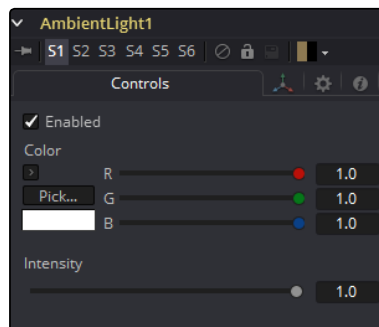 AmbientLight1
S1 S2 S3 S4 S5 S6
Controls
Enabled
Color
R 1.0
Pick... G 1.0
B 1.0
Intensity
1.0